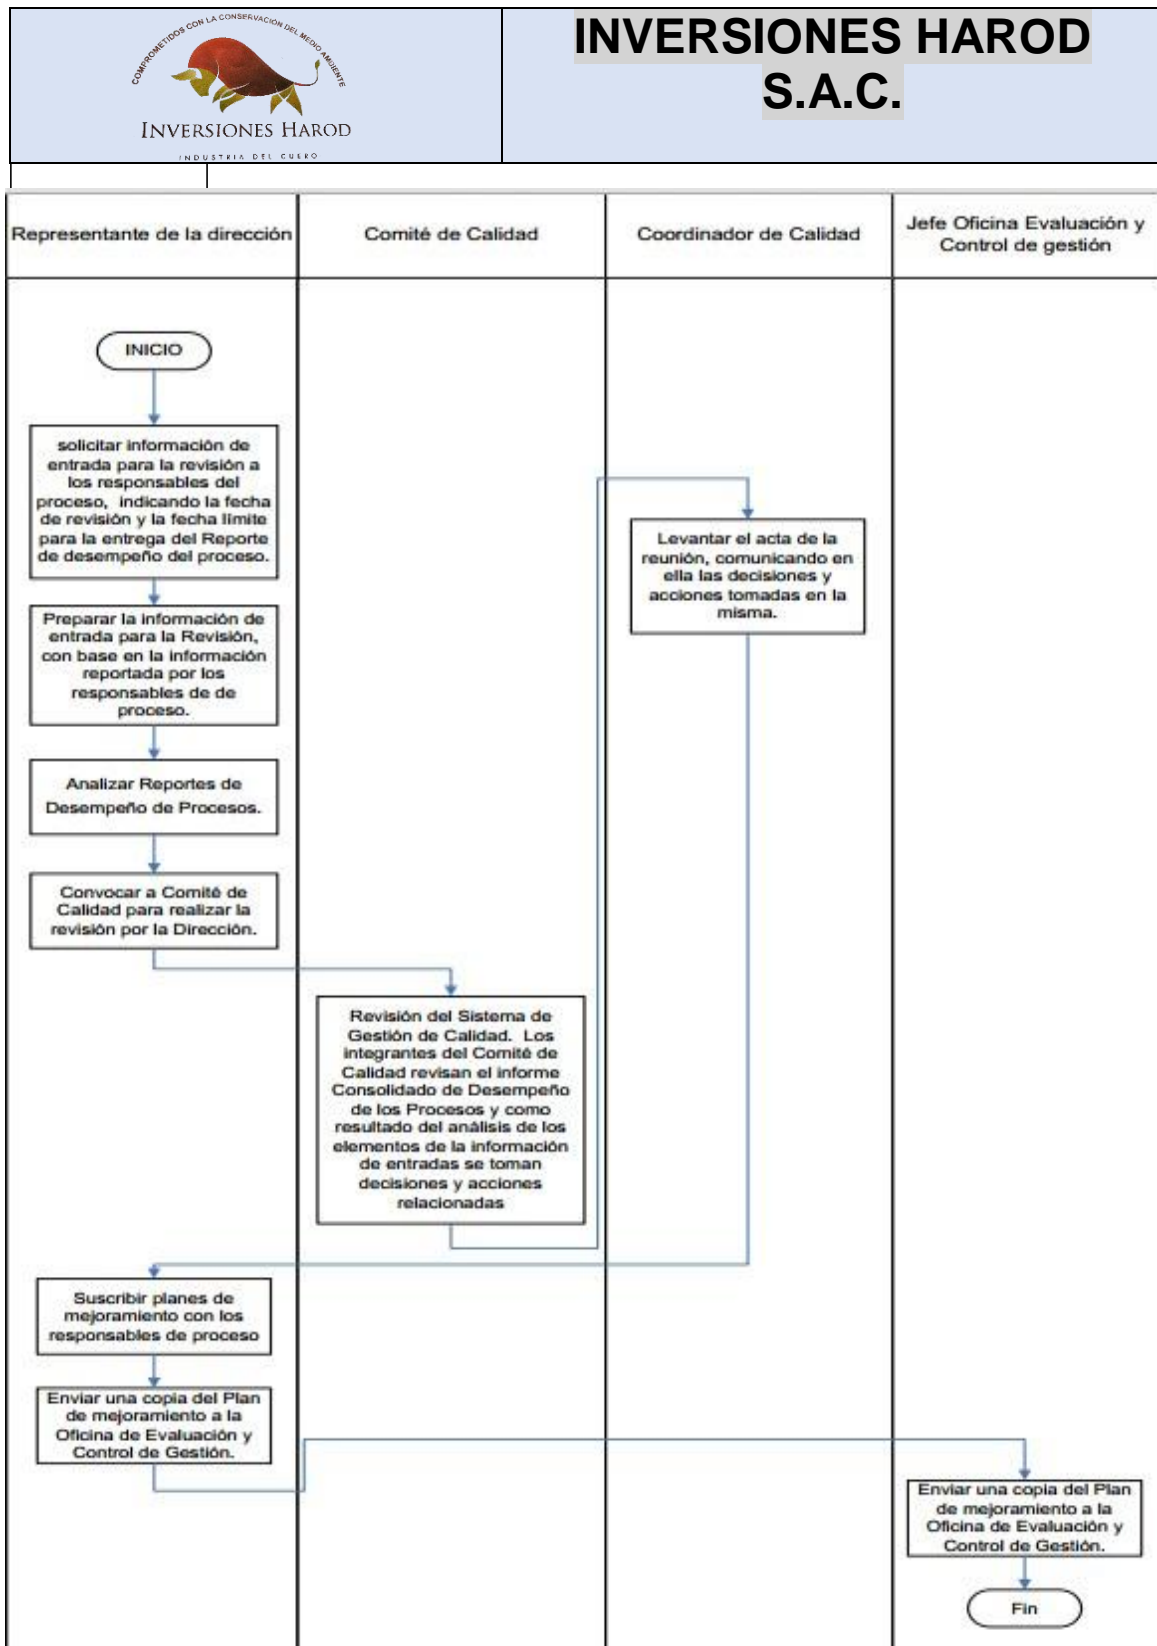 COMPROMETIDOS CON LA CONSERVACIÓN DEL MEDIO AMBIENTE
INVERSIONES HAROD
INDUSTRIA DEL CUERO
INVERSIONES HAROD
S.A.C.
Representante de la dirección
Comité de Calidad
Coordinador de Calidad
Jefe Oficina Evaluación y
Control de gestión
INICIO
solicitar información de
entrada para la revisión a
los responsables del
proceso, indicando la fecha
de revisión y la fecha límite
para la entrega del Reporte
de desempeño del proceso.
Preparar la información de
entrada para la Revisión,
con base en la información
reportada por los
responsables de de
proceso.
Analizar Reportes de
Desempeño de Procesos.
Convocar a Comité de
Calidad para realizar la
revisión por la Dirección.
Revisión del Sistema de
Gestión de Calidad. Los
integrantes del Comité de
Calidad revisan el informe
Consolidado de Desempeño
de los Procesos y como
resultado del análisis de los
elementos de la información
de entradas se toman
decisiones y acciones
relacionadas
Levantar el acta de la
reunión, comunicando en
ella las decisiones y
acciones tomadas en la
misma.
Suscribir planes de
mejoramiento con los
responsables de proceso
Enviar una copia del Plan
de mejoramiento a la
Oficina de Evaluación y
Control de Gestión.
Enviar una copia del Plan
de mejoramiento a la
Oficina de Evaluación y
Control de Gestión.
Fin